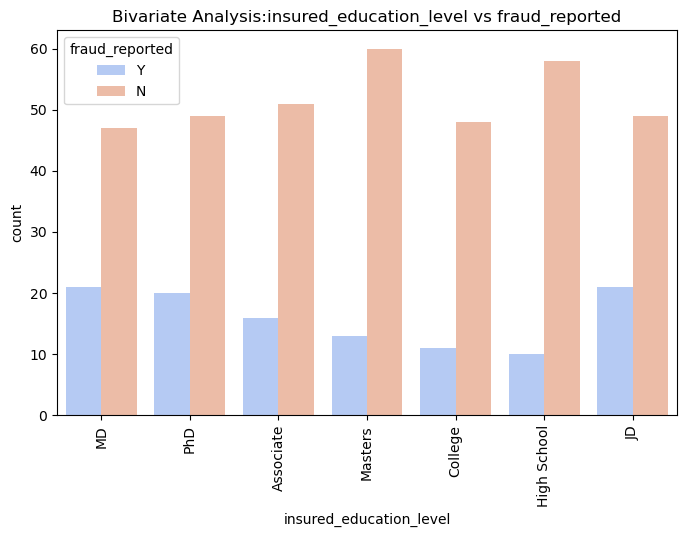 Bivariate Analysis:insured_education_level vs fraud_reported
fraud_reported
Y
N
60
50
40
30
20
10
0
count
MD
PhD
Associate
Masters
College
High School
JD
insured_education_level